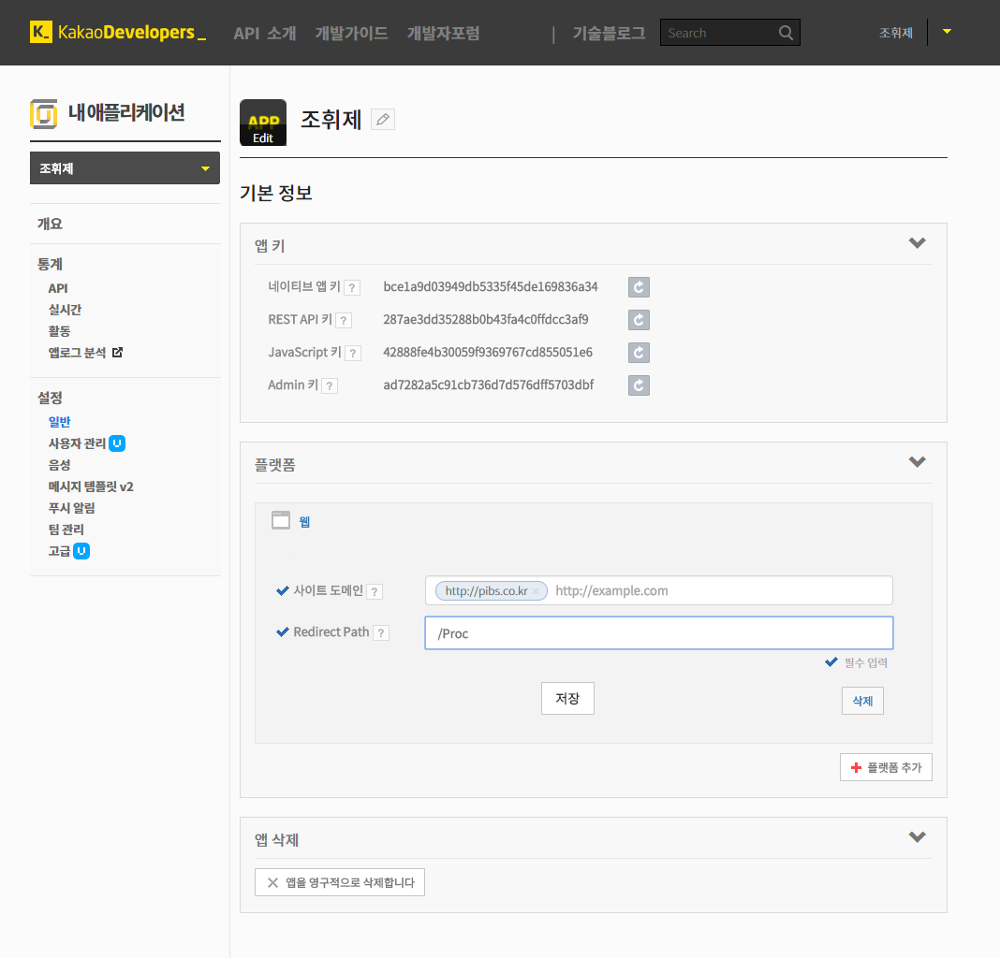 K_ KakaoDevelopers_ API 소개 개발가이드 개발자포럼 | 기술블로그 Search 조휘제
내 애플리케이션
조휘제
개요
통계
API
실시간
활동
앱로그 분석
설정
일반
사용자 관리 U
음성
메시지 템플릿 v2
푸시 알림
팀 관리
고급 U
APP
Edit
조휘제
기본 정보
앱 키
네이티브 앱 키 ? bce1a9d03949db5335f45de169836a34
REST API 키 ? 287ae3dd35288b0b43fa4c0ffdcc3af9
JavaScript 키 ? 42888fe4b30059f9369767cd855051e6
Admin 키 ? ad7282a5c91cb736d7d576dff5703dbf
플랫폼
웹
사이트 도메인 ? http://pibs.co.kr × http://example.com
Redirect Path ? /Proc
필수 입력
저장 삭제
+ 플랫폼 추가
앱 삭제
앱을 영구적으로 삭제합니다